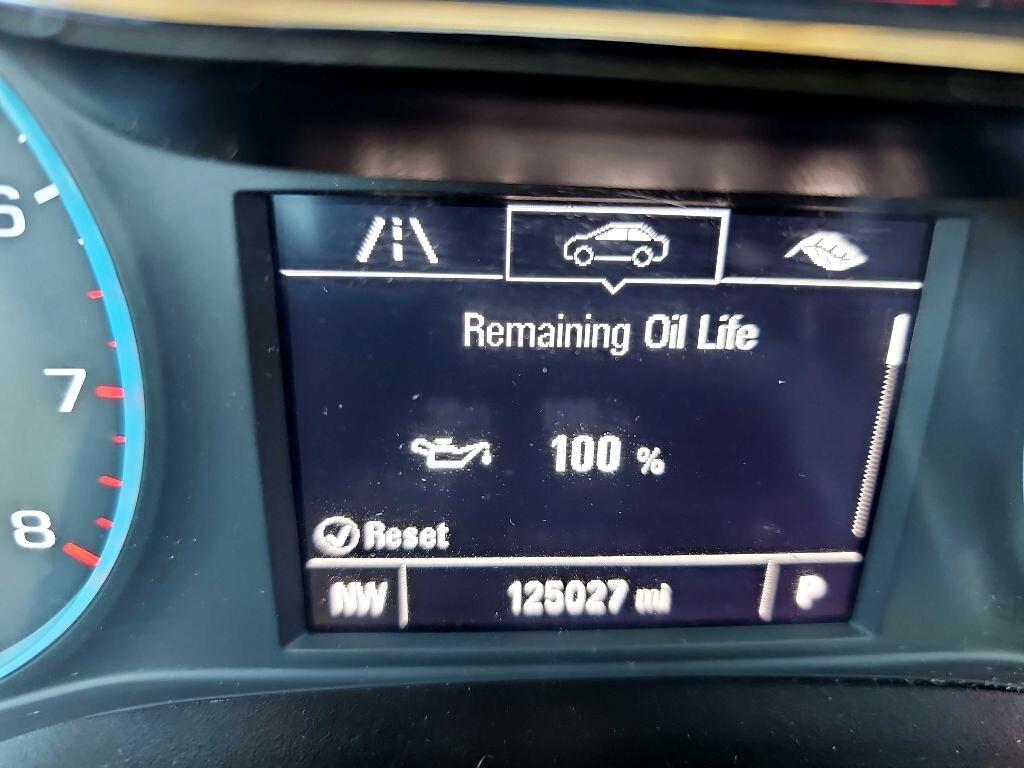 6
7
8
Remaining Oil Life
100 %
Reset
NW 125027 mi P